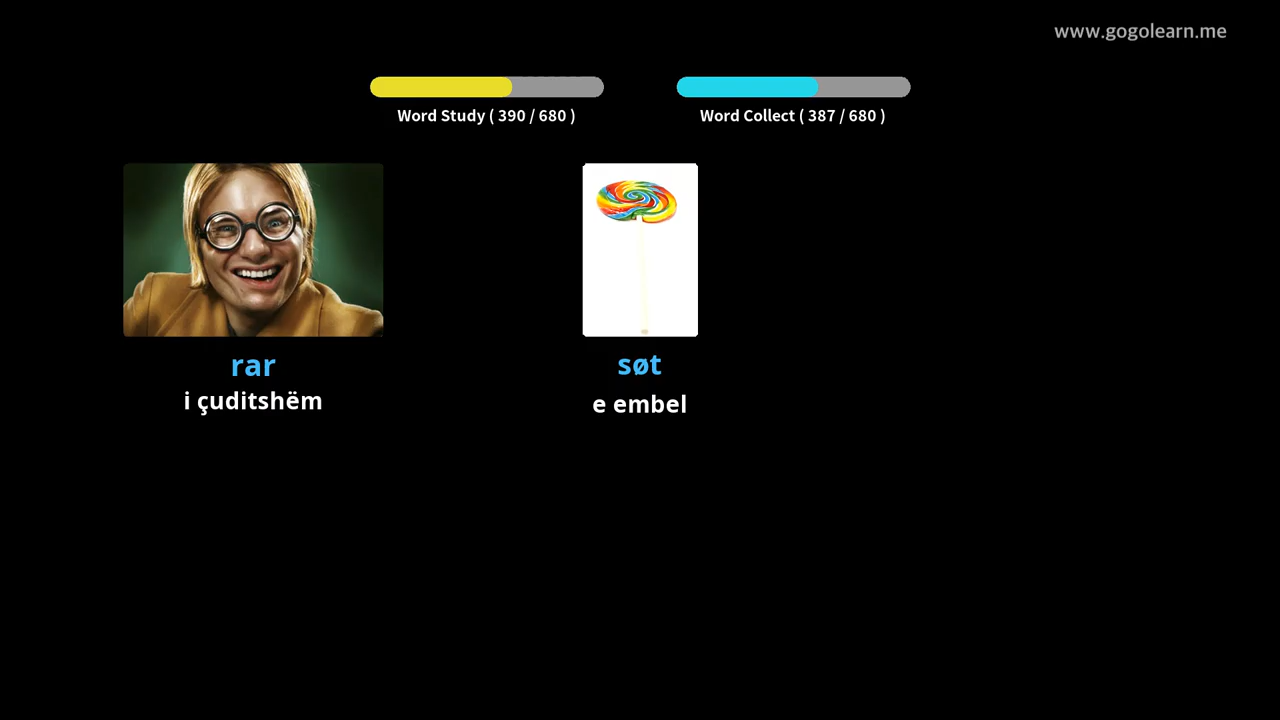 www.gogolearn.me
Word Study ( 390 / 680 )
Word Collect ( 387 / 680 )
rar
i çuditshëm
søt
e embel